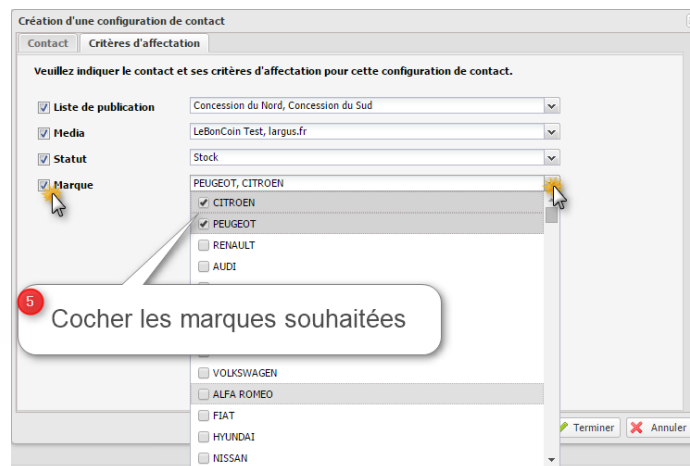 Création d'une configuration de contact
Contact Critères d'affectation
Veuillez indiquer le contact et ses critères d'affectation pour cette configuration de contact.
Liste de publication Concession du Nord, Concession du Sud
Media LeBonCoin Test, largus.fr
Statut Stock
Marque PEUGEOT, CITROEN
CITROEN
PEUGEOT
RENAULT
AUDI
5
Cocher les marques souhaitées
VOLKSWAGEN
ALFA ROMEO
FIAT
Terminer Annuler
HYUNDAI
NISSAN